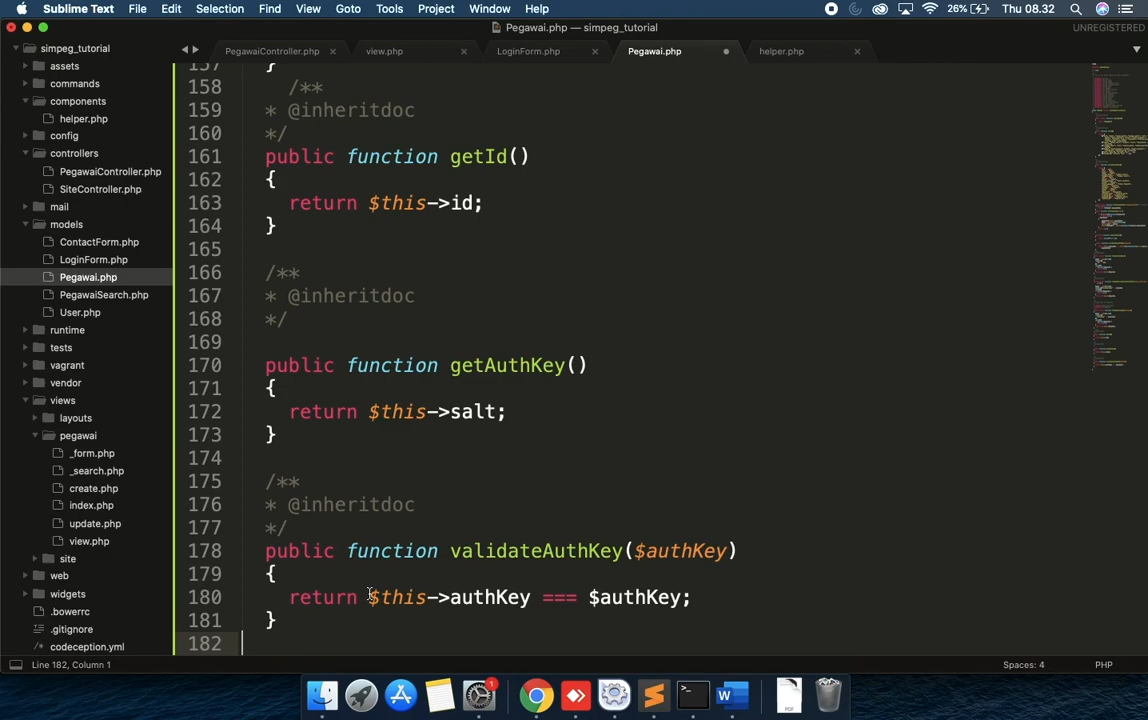 Sublime Text File Edit Selection Find View Goto Tools Project Window Help 26% Thu 08.32
Pegawai.php — simpeg_tutorial UNREGISTERED
simpeg_tutorial
assets
commands
components
helper.php
config
controllers
PegawaiController.php
SiteController.php
mail
models
ContactForm.php
LoginForm.php
Pegawai.php
PegawaiSearch.php
User.php
runtime
tests
vagrant
vendor
views
layouts
pegawai
_form.php
_search.php
create.php
index.php
update.php
view.php
site
web
widgets
.bowerrc
.gitignore
codeception.yml
PegawaiController.php view.php LoginForm.php Pegawai.php helper.php
157 }
158 /**
159 * @inheritdoc
160 */
161 public function getId()
162 {
163 return $this->id;
164 }
165
166 /**
167 * @inheritdoc
168 */
169
170 public function getAuthKey()
171 {
172 return $this->salt;
173 }
174
175 /**
176 * @inheritdoc
177 */
178 public function validateAuthKey($authKey)
179 {
180 return $this->authKey === $authKey;
181 }
182
Line 182, Column 1 Spaces: 4 PHP
1
PDF